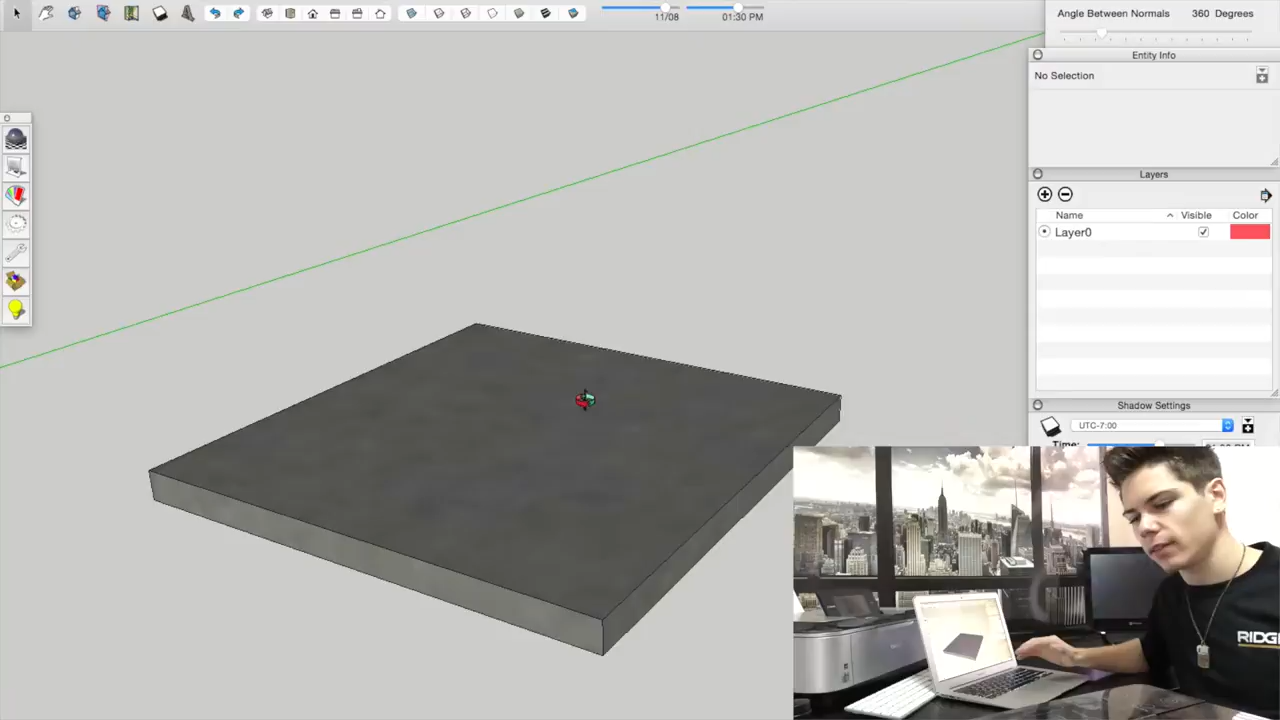 Angle Between Normals 360 Degrees
11/08 01:30 PM
Entity Info
No Selection
Layers
Name Visible Color
Layer0
Shadow Settings
UTC-7:00
Time:
RIDG